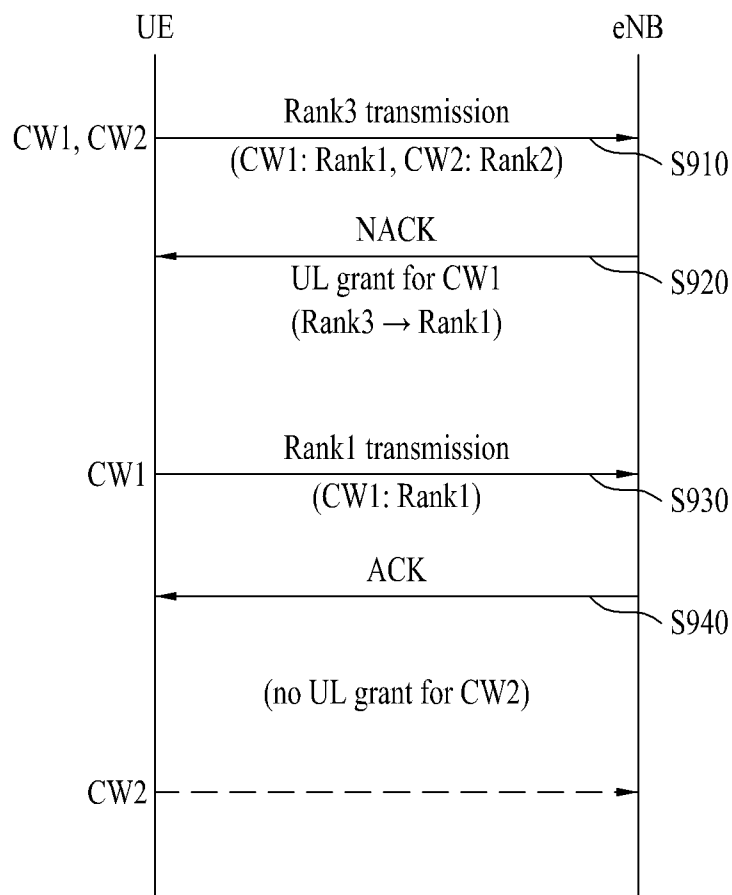 UE
eNB
Rank3 transmission
CW1, CW2
(CW1: Rank1, CW2: Rank2)
S910
NACK
UL grant for CW1
S920
(Rank3 → Rank1)
Rank1 transmission
CW1
(CW1: Rank1)
S930
ACK
S940
(no UL grant for CW2)
CW2